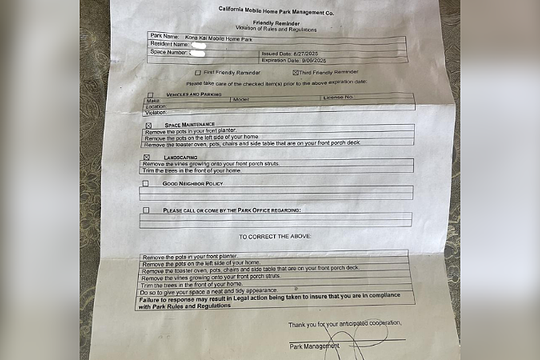 California Mobile Home Park Management Co.
Friendly Reminder
Violation of Rules and Regulations
Park Name: Kona Kai Mobile Home Park
Resident Name:
Space Number: Issued Date: 8/27/2025
Expiration Date: 9/06/2025
First Friendly Reminder Third Friendly Reminder
Please take care of the checked item(s) prior to the above expiration date:
VEHICLES AND PARKING
Make: Model: License No.
Location:
Violation:
SPACE MAINTENANCE
Remove the pots in your front planter.
Remove the pots on the left side of your home.
Remove the toaster oven, pots, chairs and side table that are on your front porch deck.
LANDSCAPING
Remove the vines growing onto your front porch struts.
Trim the trees in the front of your home.
GOOD NEIGHBOR POLICY
PLEASE CALL OR COME BY THE PARK OFFICE REGARDING:
TO CORRECT THE ABOVE:
Remove the pots in your front planter.
Remove the pots on the left side of your home.
Remove the toaster oven, pots, chairs and side table that are on your front porch deck.
Remove the vines growing onto your front porch struts.
Trim the trees in the front of your home.
Do so to give your space a neat and tidy appearance.
Failure to response may result in Legal action being taken to insure that you are in compliance
with Park Rules and Regulations
Thank you for your anticipated cooperation,
Park Management